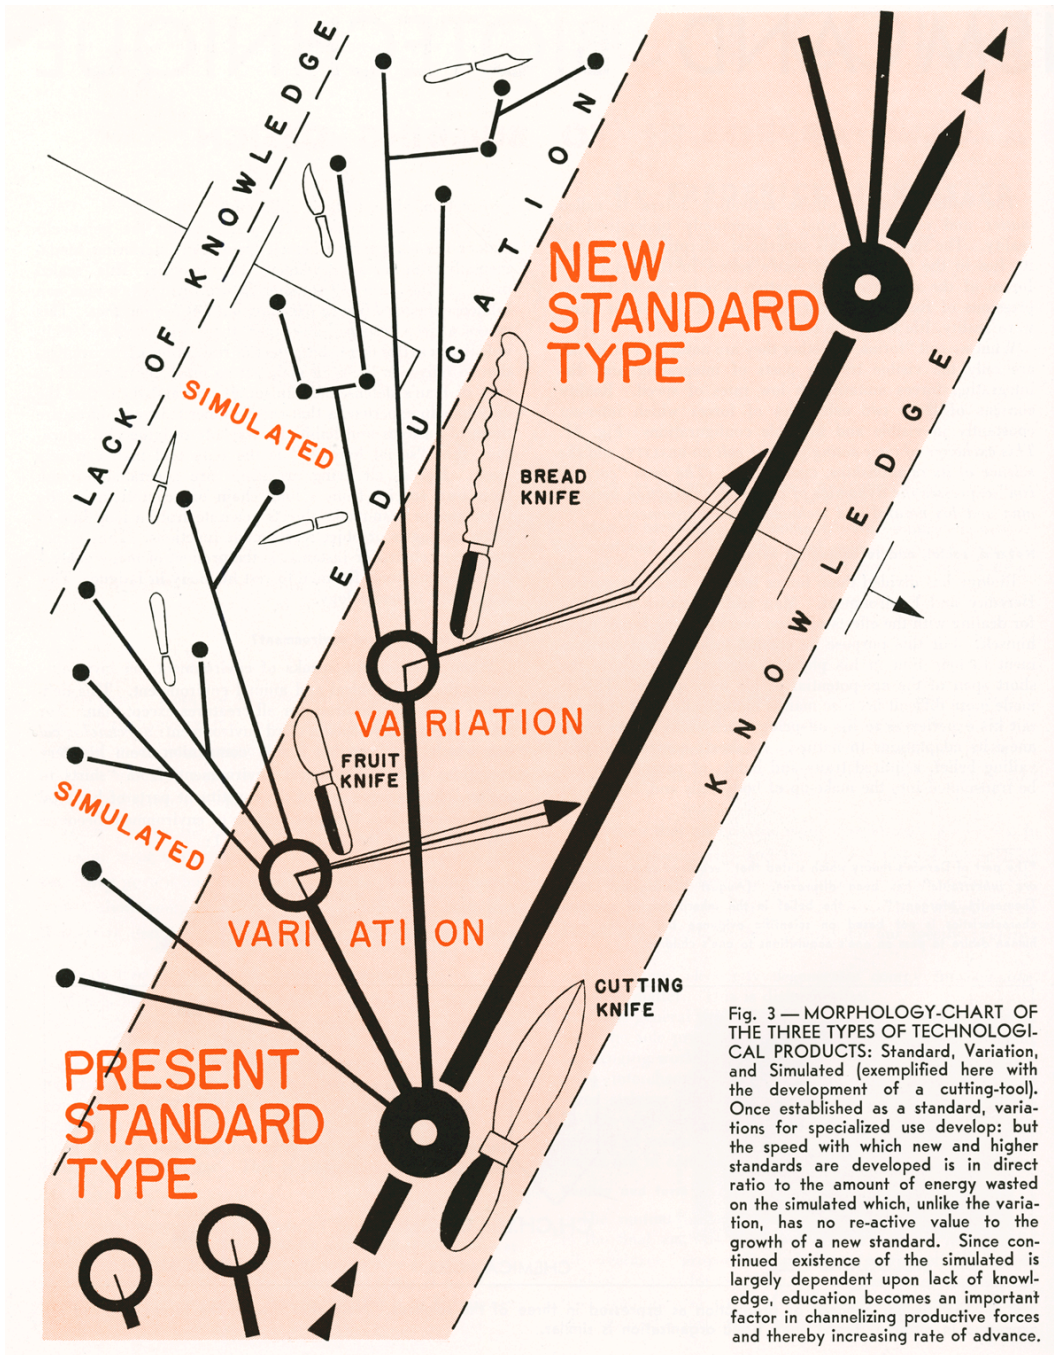 LACK OF KNOWLEDGE
EDUCATION
NEW
STANDARD
TYPE
SIMULATED
BREAD
KNIFE
KNOWLEDGE
VARIATION
FRUIT
KNIFE
SIMULATED
VARIATION
CUTTING
KNIFE
PRESENT
STANDARD
TYPE
Fig. 3 — MORPHOLOGY-CHART OF
THE THREE TYPES OF TECHNOLOGI-
CAL PRODUCTS: Standard, Variation,
and Simulated (exemplified here with
the development of a cutting-tool).
Once established as a standard, varia-
tions for specialized use develop: but
the speed with which new and higher
standards are developed is in direct
ratio to the amount of energy wasted
on the simulated which, unlike the varia-
tion, has no re-active value to the
growth of a new standard. Since con-
tinued existence of the simulated is
largely dependent upon lack of knowl-
edge, education becomes an important
factor in channelizing productive forces
and thereby increasing rate of advance.